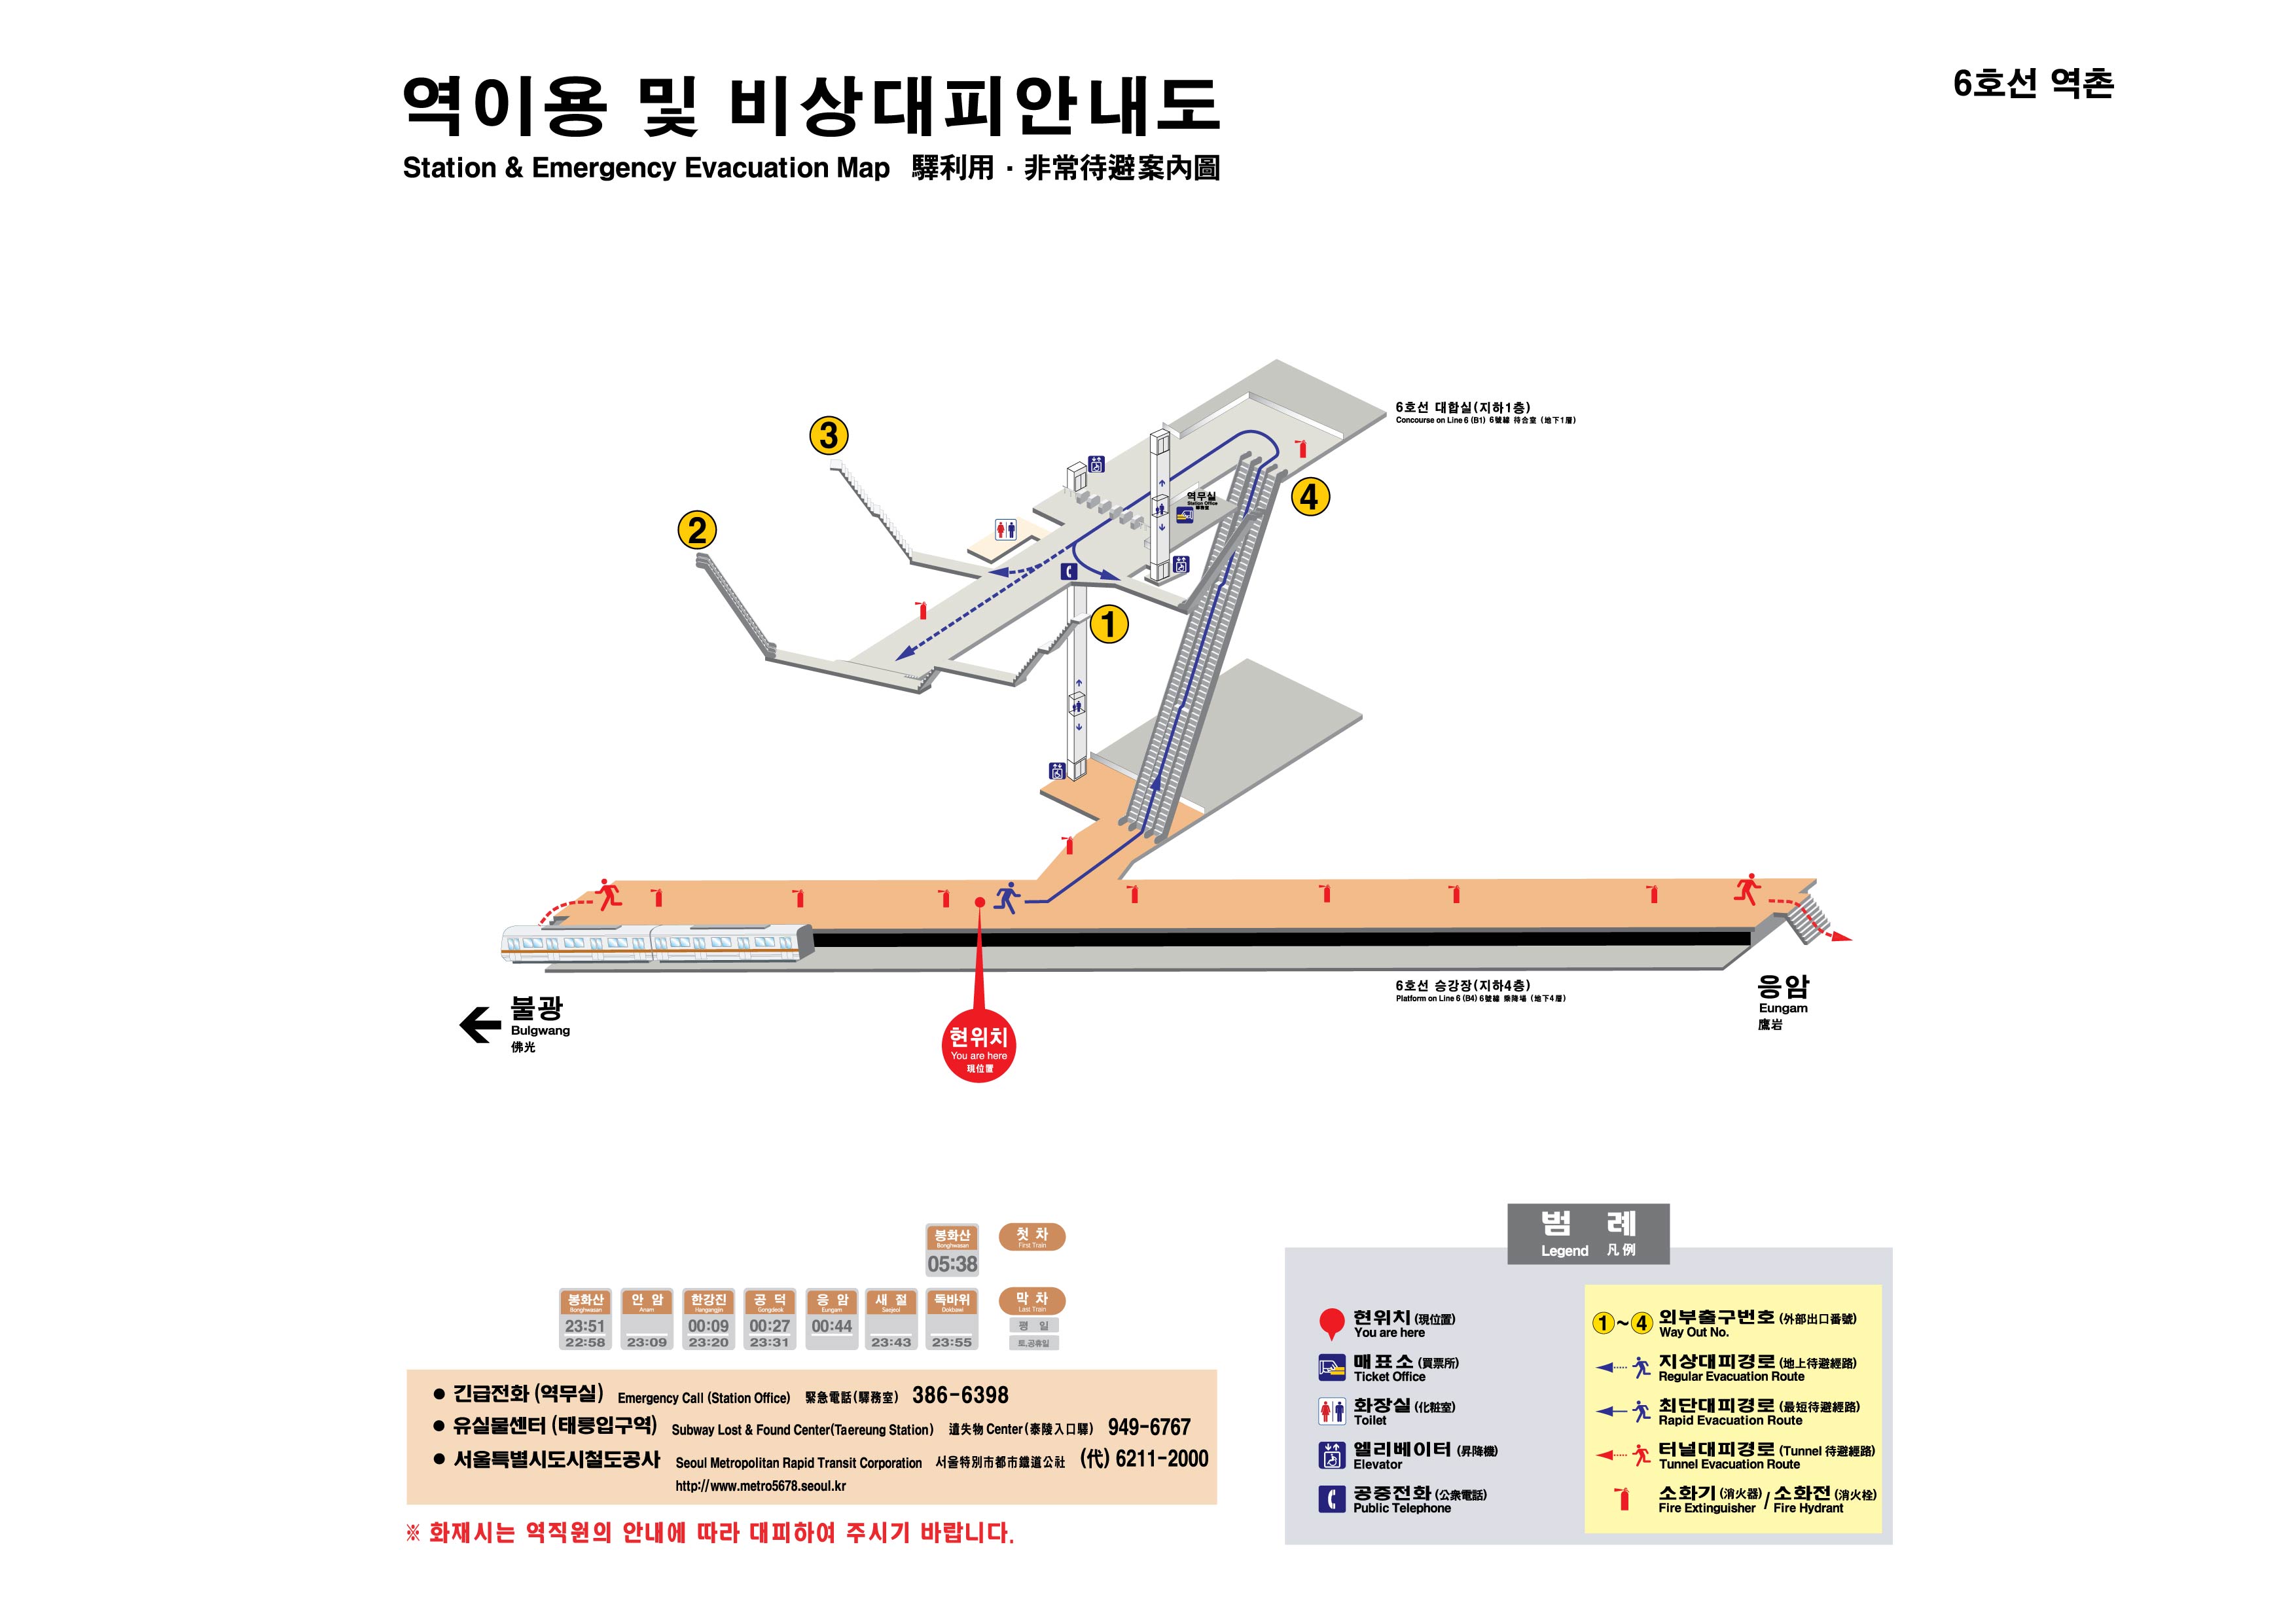 역이용 및 비상대피안내도
Station & Emergency Evacuation Map 驛利用 · 非常待避案內圖
6호선 역촌
6호선 대합실(지하1층)
Concourse on Line 6 (B1) 6號線 待合室 (地下1層)
3
2
4
1
역무실
Station Office
驛務室
6호선 승강장(지하4층)
Platform on Line 6 (B4) 6號線 乘降場 (地下4層)
불광
Bulgwang
佛光
현위치
You are here
現位置
응암
Eungam
鷹岩
봉화산
Bonghwasan
05:38
첫 차
First Train
봉화산
Bonghwasan
23:51
22:58
안 암
Anam
23:09
한강진
Hangangjin
00:09
23:20
공 덕
Gongdeok
00:27
23:31
응 암
Eungam
00:44
새 절
Saejeol
23:43
독바위
Dokbawi
23:55
막 차
Last Train
평 일
토,공휴일
● 긴급전화 (역무실) Emergency Call (Station Office) 緊急電話(驛務室) 386-6398
● 유실물센터 (태릉입구역) Subway Lost & Found Center(Taereung Station) 遺失物 Center(泰陵入口驛) 949-6767
● 서울특별시도시철도공사 Seoul Metropolitan Rapid Transit Corporation 서울特別市都市鐵道公社 (代) 6211-2000
http://www.metro5678.seoul.kr
※ 화재시는 역직원의 안내에 따라 대피하여 주시기 바랍니다.
범 례
Legend 凡例
현위치 (現位置)
You are here
매표소 (買票所)
Ticket Office
화장실 (化粧室)
Toilet
엘리베이터 (昇降機)
Elevator
공중전화 (公衆電話)
Public Telephone
1 ~ 4 외부출구번호 (外部出口番號)
Way Out No.
지상대피경로 (地上待避經路)
Regular Evacuation Route
최단대피경로 (最短待避經路)
Rapid Evacuation Route
터널대피경로 (Tunnel 待避經路)
Tunnel Evacuation Route
소화기 (消火器) / 소화전 (消火栓)
Fire Extinguisher / Fire Hydrant